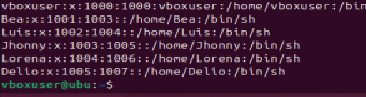 vboxuser:x:1000:1000:vboxuser:/home/vboxuser:/bin
Bea:x:1001:1003::/home/Bea:/bin/sh
Luis:x:1002:1004::/home/Luis:/bin/sh
Jhonny:x:1003:1005::/home/Jhonny:/bin/sh
Lorena:x:1004:1006::/home/Lorena:/bin/sh
Delio:x:1005:1007::/home/Delio:/bin/sh
vboxuser@ubu:~$